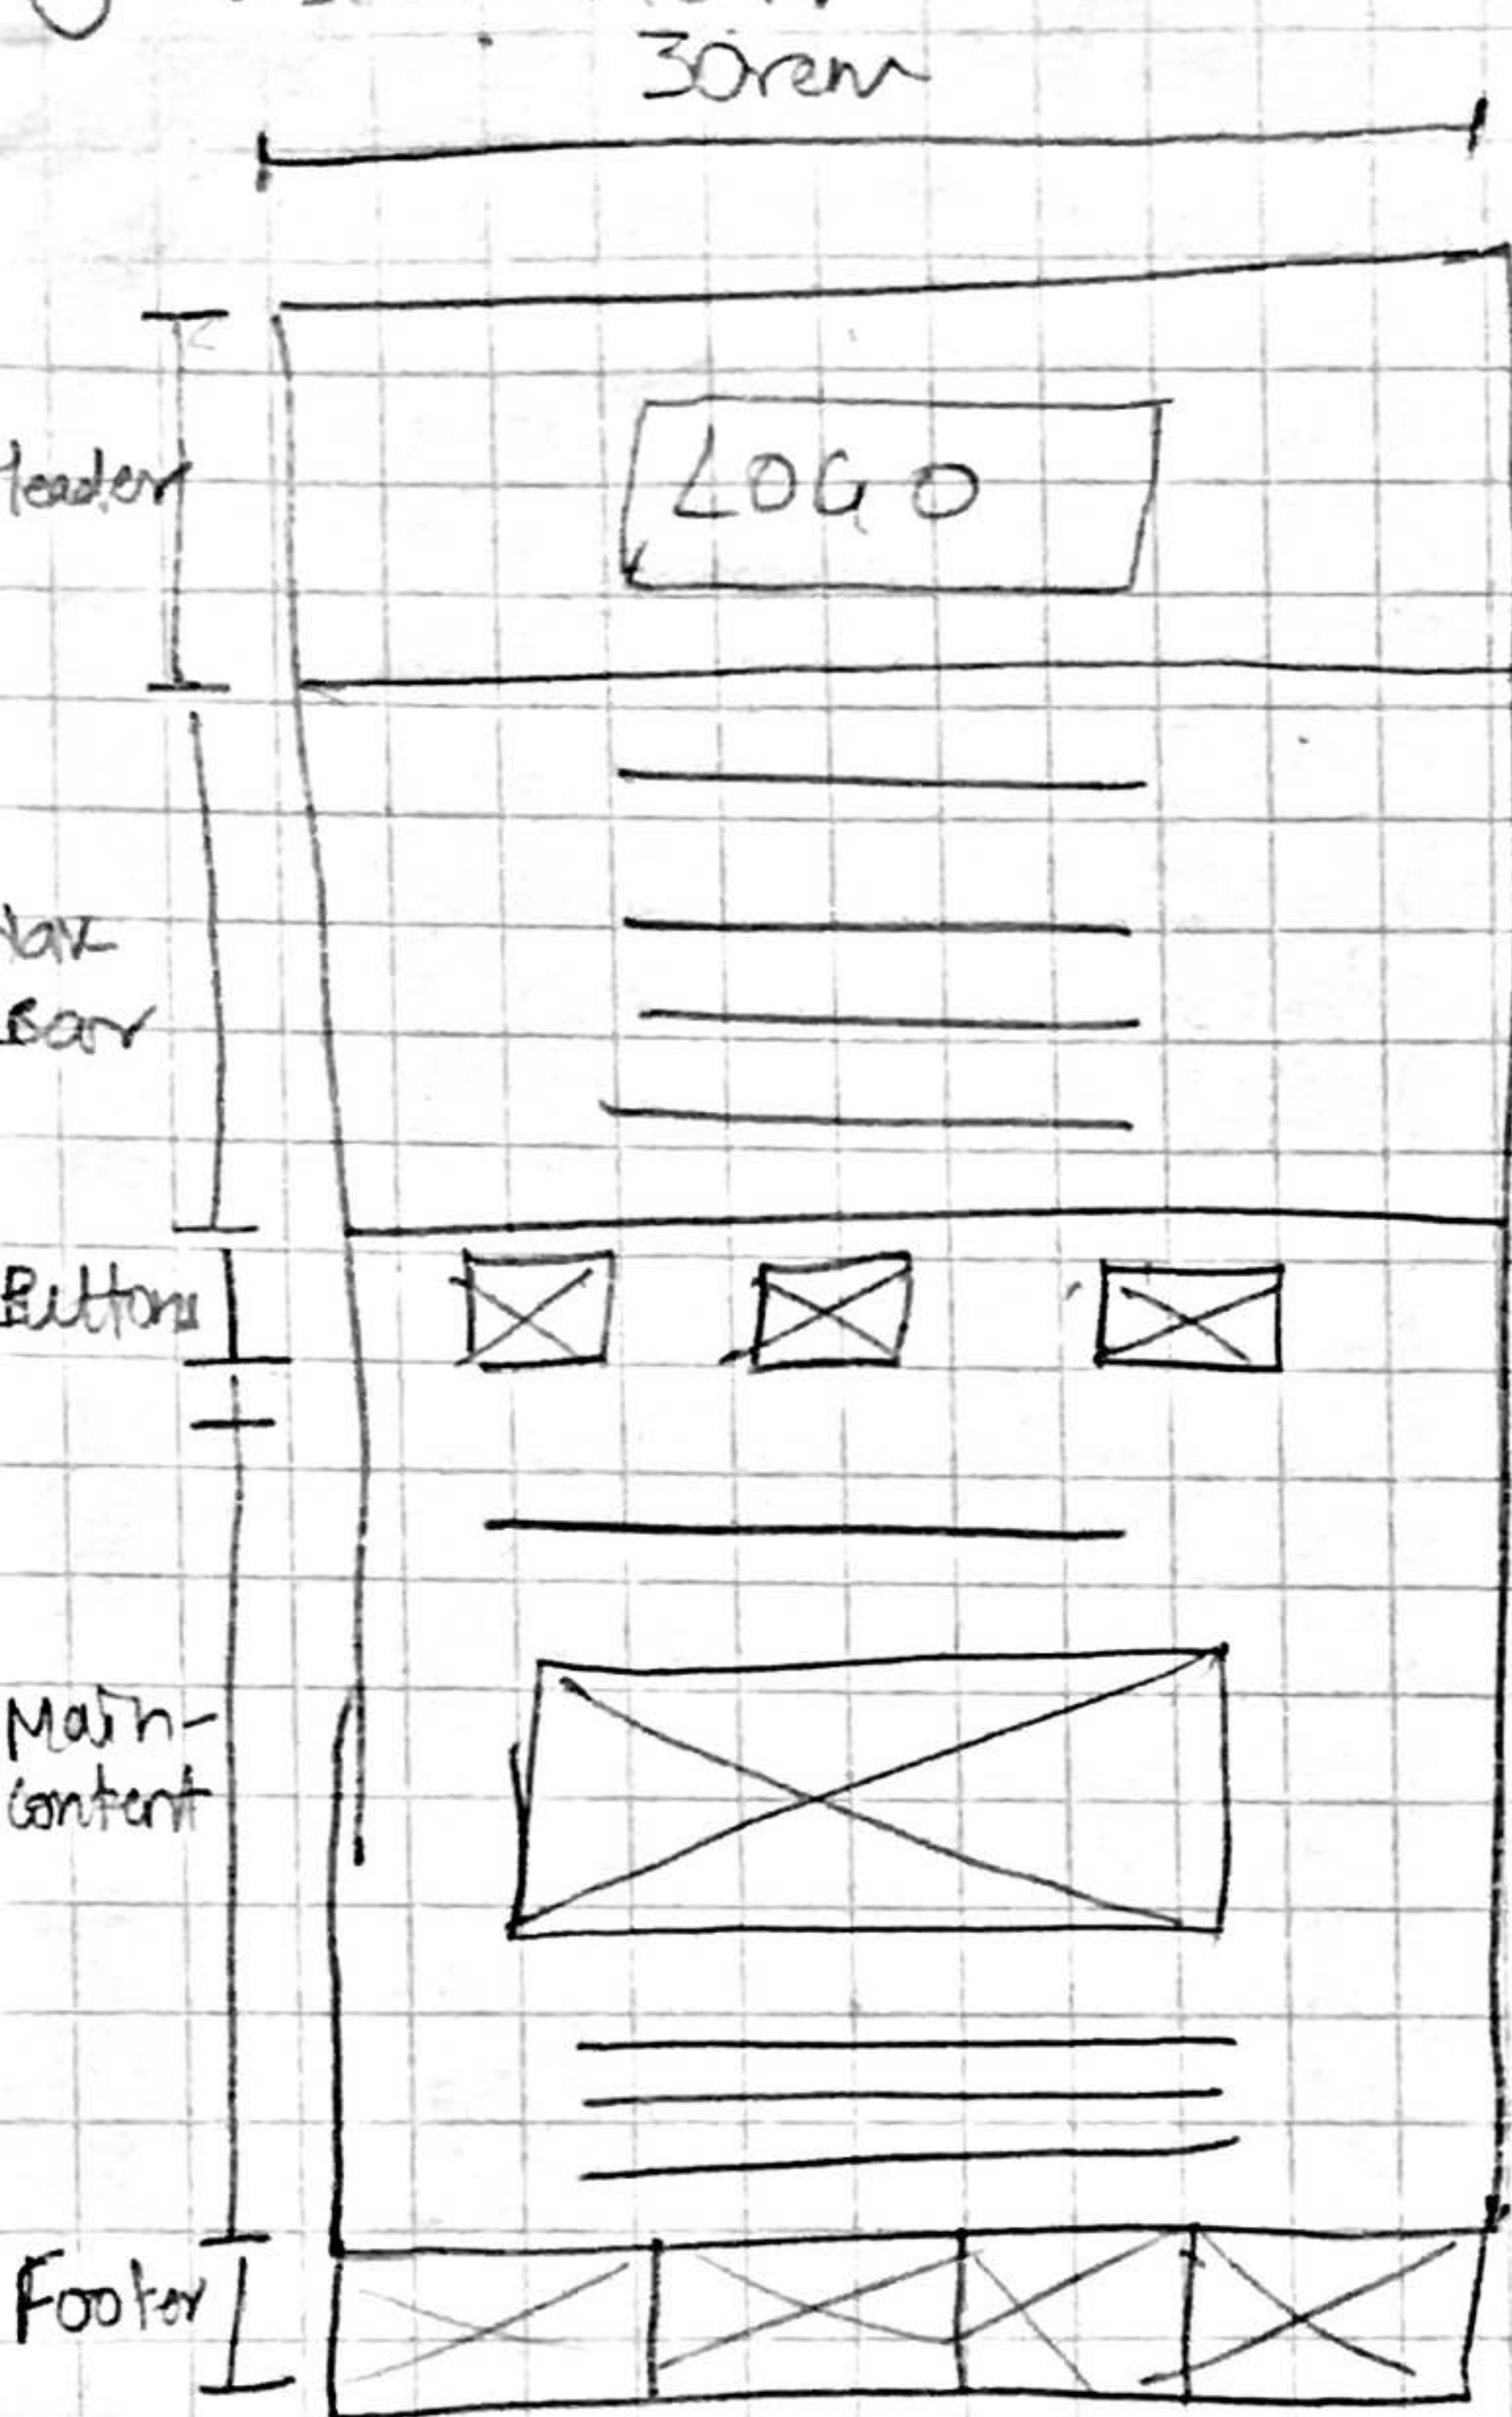 30rem
Header
LOGO
Nav
Bar
Buttons
Main-
content
Footer